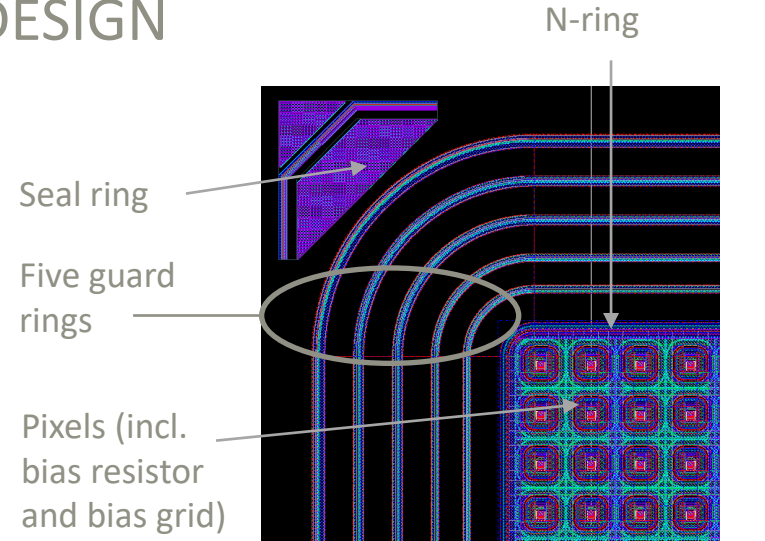 DESIGN
N-ring
Seal ring
Five guard
rings
Pixels (incl.
bias resistor
and bias grid)